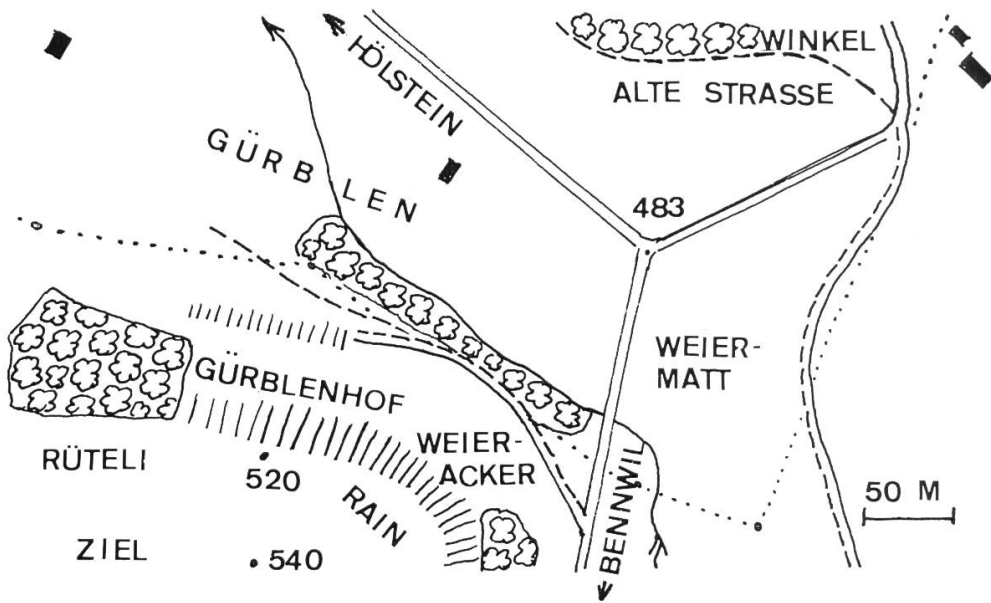 HÖLSTEIN
WINKEL
ALTE STRASSE
GÜRBLEN
483
WEIER-
MATT
GÜRBLENHOF
WEIER-
ACKER
RÜTELI
520
RAIN
BENNWIL
50 M
ZIEL
540